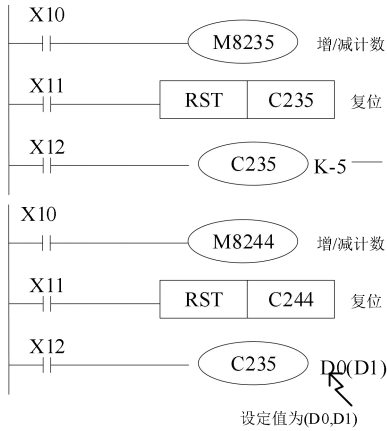 X10
M8235 增/减计数
X11
RST C235 复位
X12
C235 K-5
X10
M8244 增/减计数
X11
RST C244 复位
X12
C235 D0(D1)
设定值为(D0,D1)